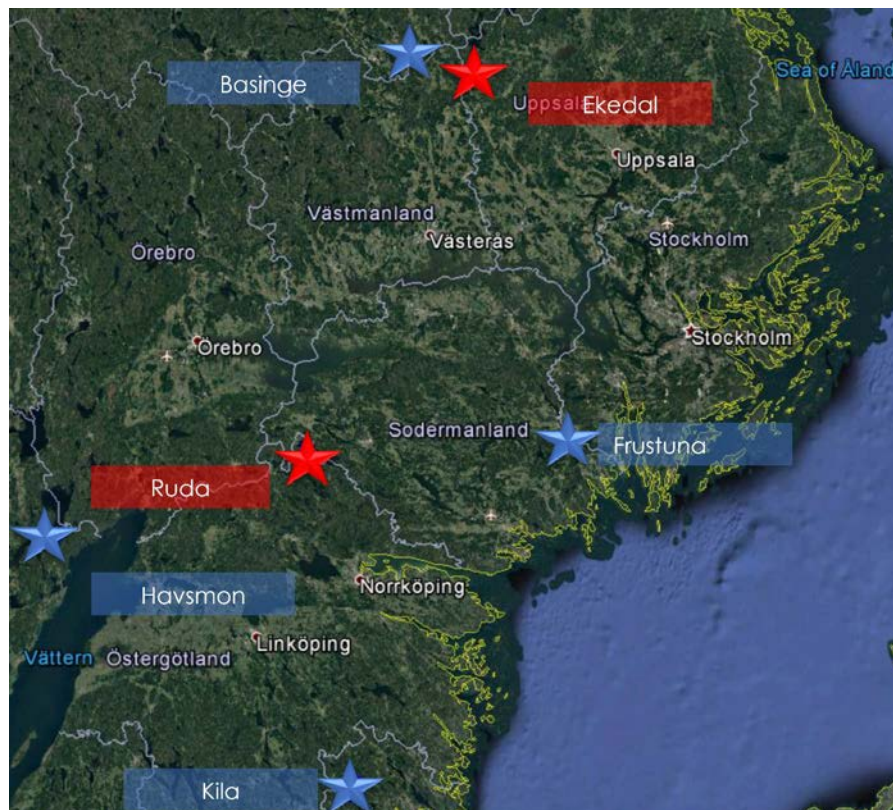 Basinge
Ekedal
Uppsala
Sea of Åland
Uppsala
Västmanland
Västerås
Stockholm
Örebro
Örebro
Stockholm
Sodermanland
Frustuna
Ruda
Havsmon
Norrköping
Linköping
Vättern
Östergötland
Kila